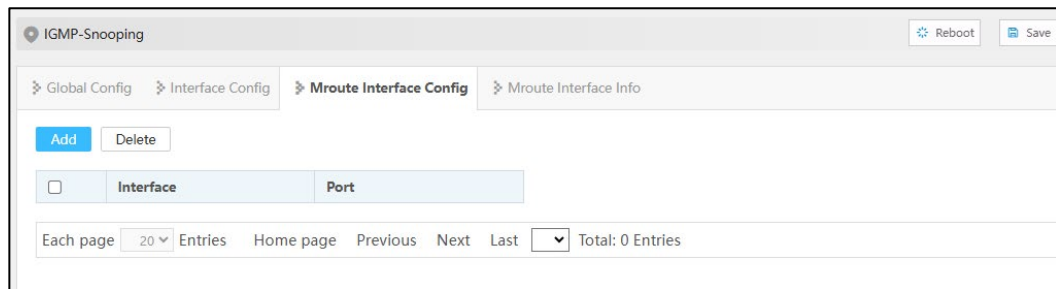 IGMP-Snooping Reboot Save
Global Config Interface Config Mroute Interface Config Mroute Interface Info
Add Delete
Interface Port
Each page 20 Entries Home page Previous Next Last Total: 0 Entries